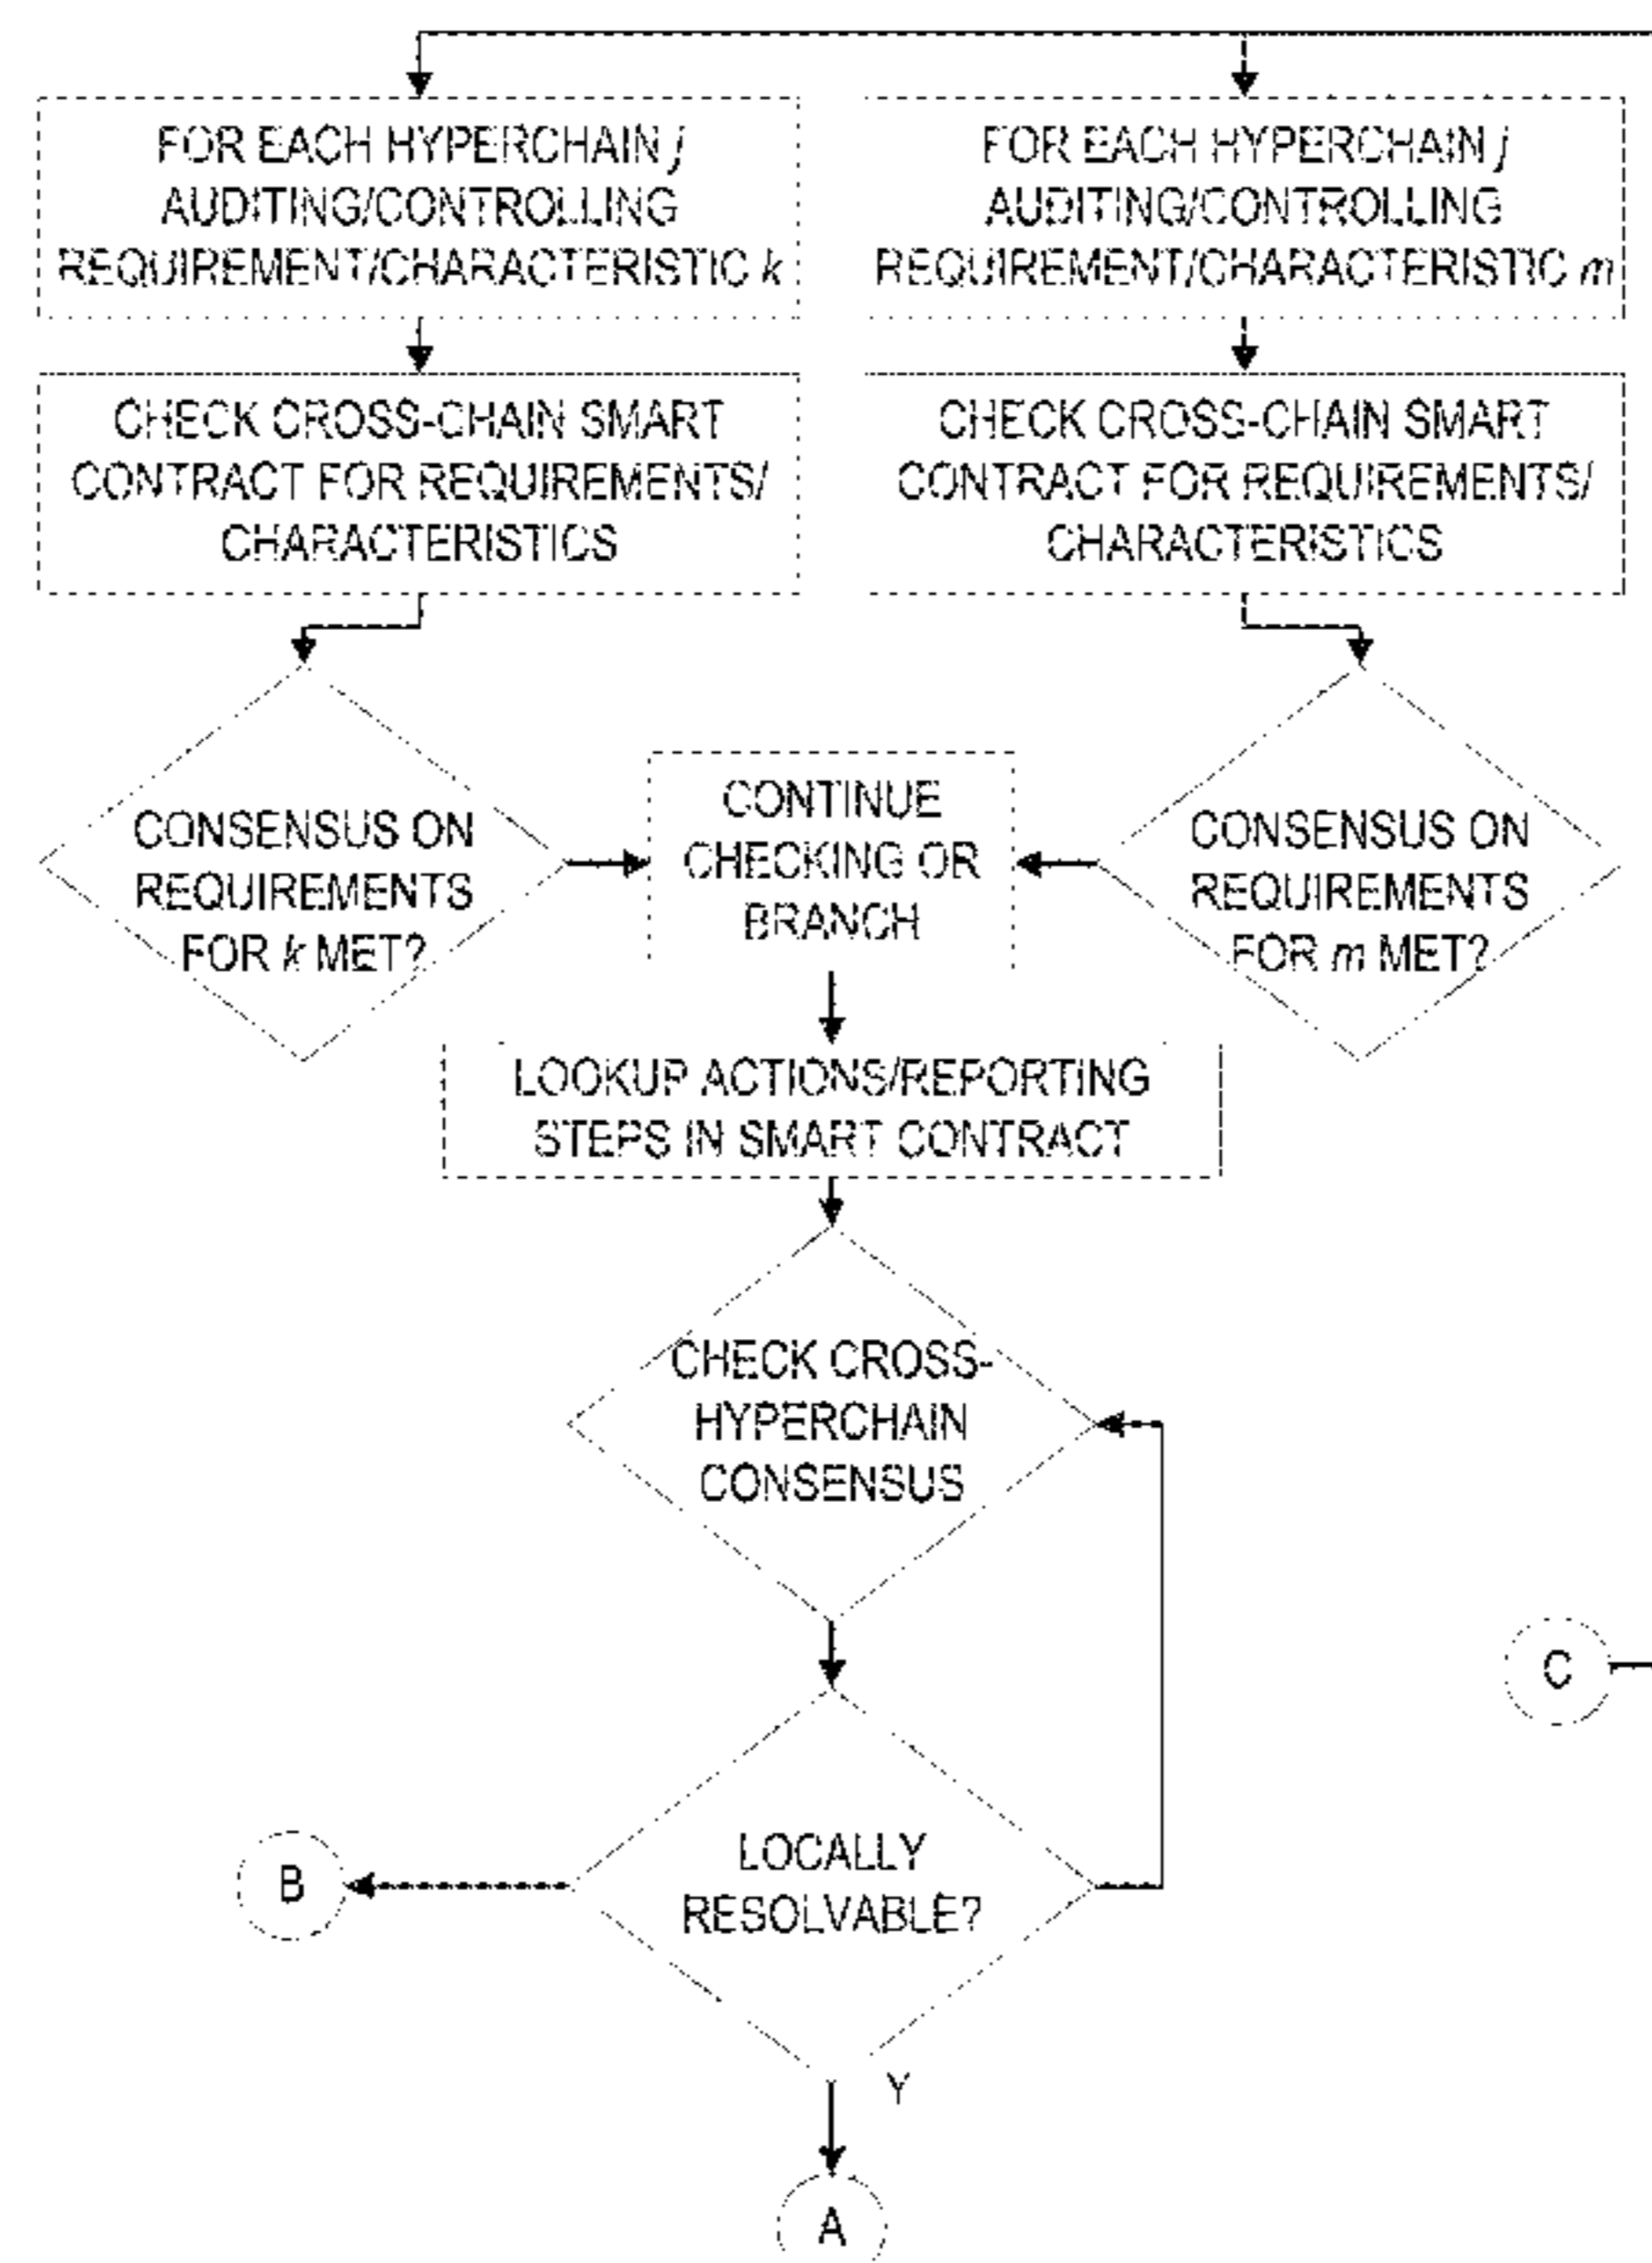 FOR EACH HYPERCHAIN j
AUDITING/CONTROLLING
REQUIREMENT/CHARACTERISTIC k
FOR EACH HYPERCHAIN j
AUDITING/CONTROLLING
REQUIREMENT/CHARACTERISTIC m
CHECK CROSS-CHAIN SMART
CONTRACT FOR REQUIREMENTS/
CHARACTERISTICS
CHECK CROSS-CHAIN SMART
CONTRACT FOR REQUIREMENTS/
CHARACTERISTICS
CONSENSUS ON
REQUIREMENTS
FOR k MET?
CONTINUE
CHECKING OR
BRANCH
CONSENSUS ON
REQUIREMENTS
FOR m MET?
LOOKUP ACTIONS/REPORTING
STEPS IN SMART CONTRACT
CHECK CROSS-
HYPERCHAIN
CONSENSUS
C
B
LOCALLY
RESOLVABLE?
Y
A